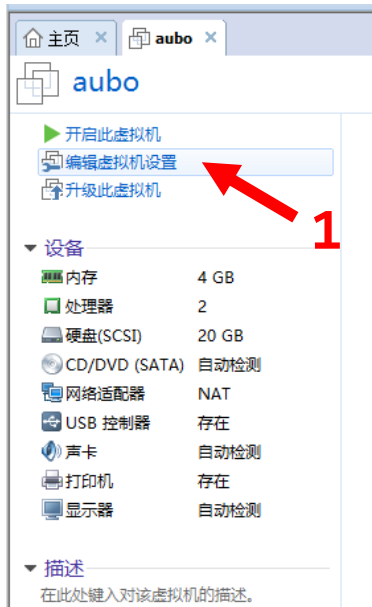 主页 × aubo ×
aubo
开启此虚拟机
编辑虚拟机设置
升级此虚拟机
1
设备
内存 4 GB
处理器 2
硬盘(SCSI) 20 GB
CD/DVD (SATA) 自动检测
网络适配器 NAT
USB 控制器 存在
声卡 自动检测
打印机 存在
显示器 自动检测
描述
在此处键入对该虚拟机的描述。